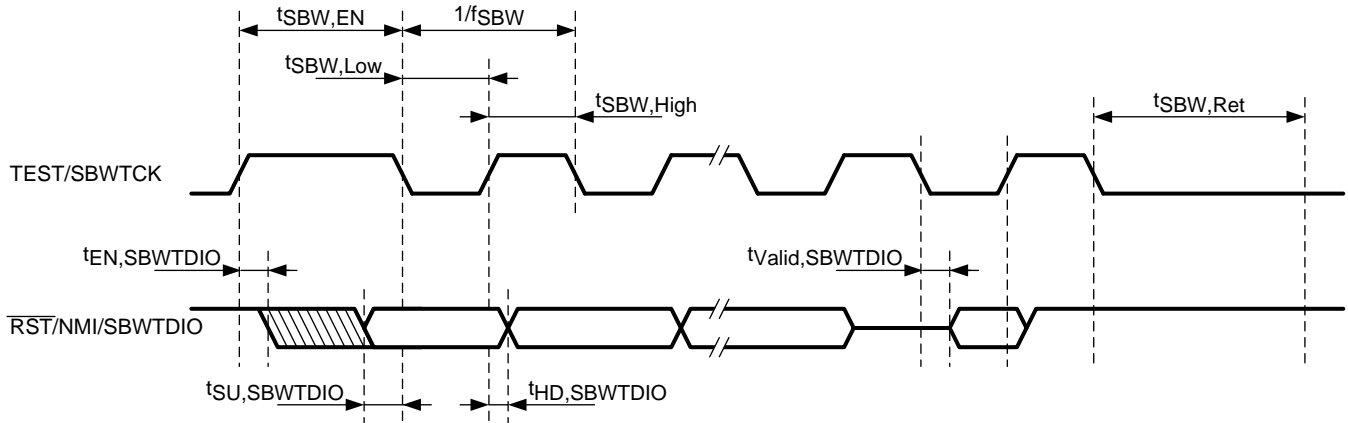 tSBW,EN
1/fSBW
tSBW,Low
tSBW,High
tSBW,Ret
TEST/SBWTCK
tEN,SBWTDIO
tValid,SBWTDIO
RST/NMI/SBWTDIO
tSU,SBWTDIO
tHD,SBWTDIO